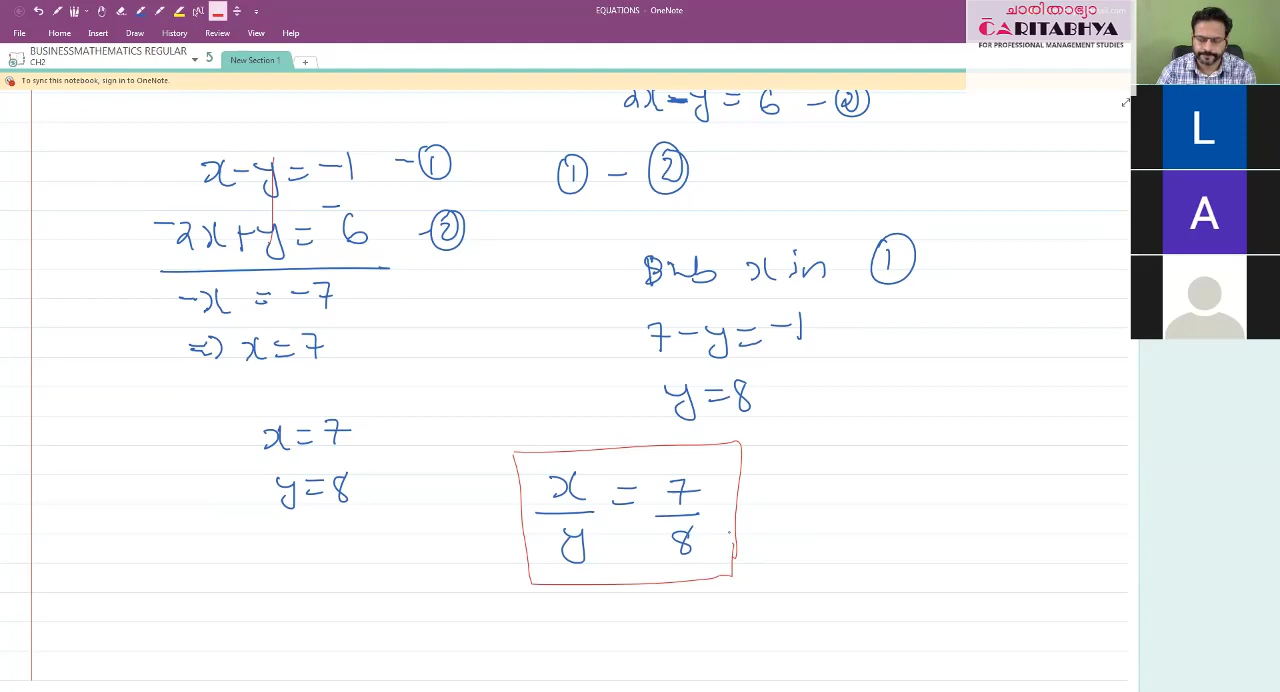 EQUATIONS - OneNote
File Home Insert Draw History Review View Help
BUSINESSMATHEMATICS REGULAR
CH2
New Section 1
To sync this notebook, sign in to OneNote.
ചാരിതാഭ്യാ
CARITABHYA
FOR PROFESSIONAL MANAGEMENT STUDIES
L
A
2x - y = 6 - ②
x - y = -1 - ①
-2x + y = -6 - ②
-x = -7
=> x = 7
x = 7
y = 8
① - ②
Sub x in ①
7 - y = -1
y = 8
x/y = 7/8